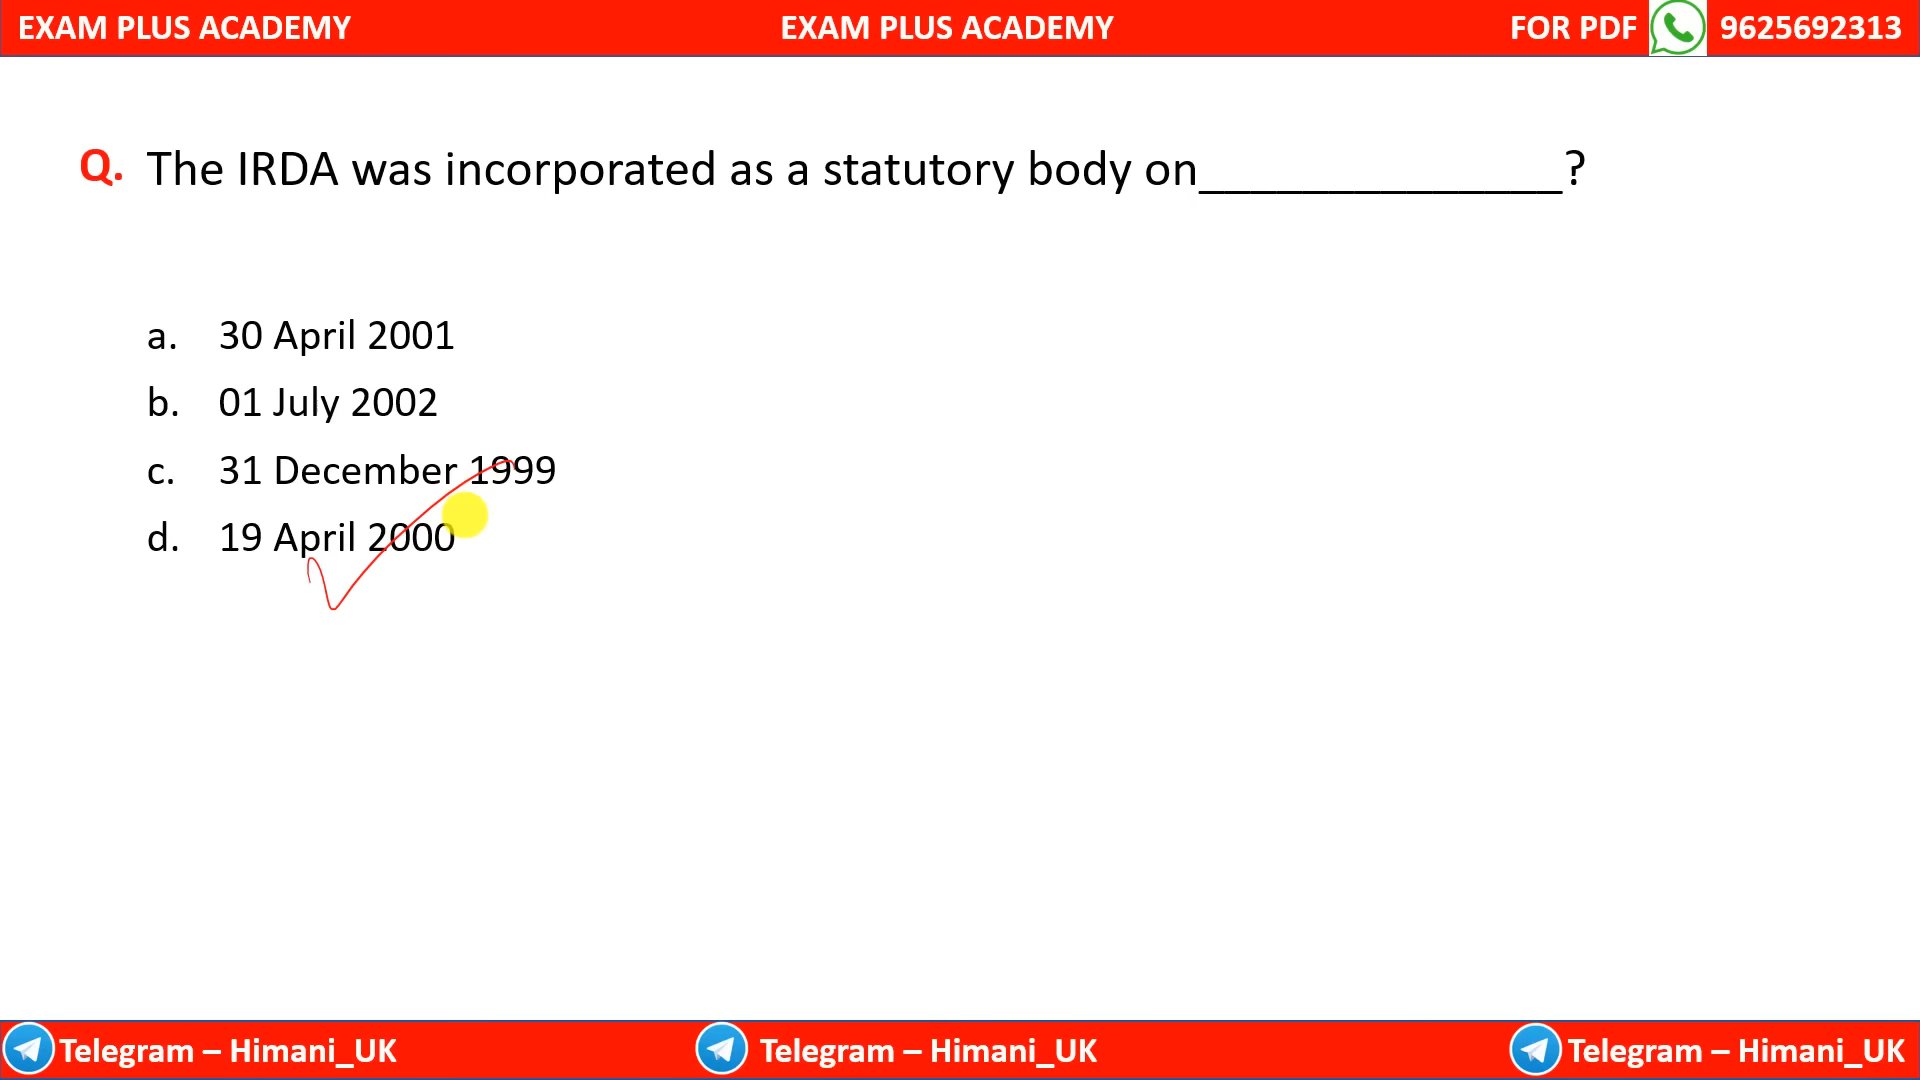 EXAM PLUS ACADEMY EXAM PLUS ACADEMY FOR PDF 9625692313
Q. The IRDA was incorporated as a statutory body on______________?
a. 30 April 2001
b. 01 July 2002
c. 31 December 1999
d. 19 April 2000
Telegram – Himani_UK Telegram – Himani_UK Telegram – Himani_UK